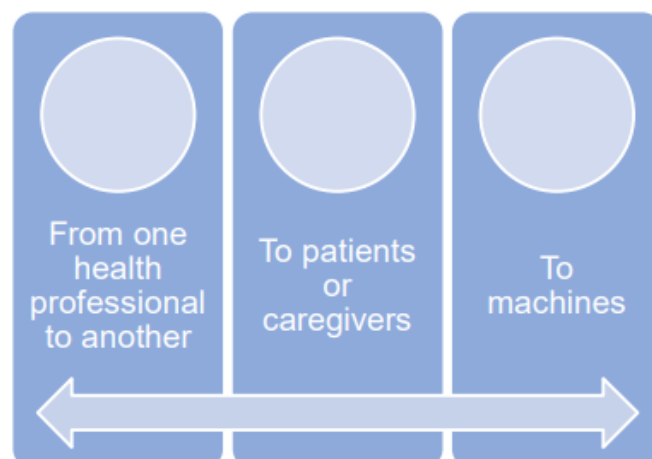 From one
health
professional
to another
To patients
or
caregivers
To
machines